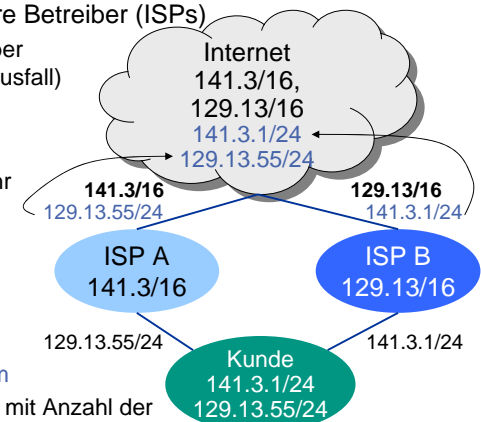 re Betreiber (ISPs)
ber
usfall)
Internet
141.3/16,
129.13/16
141.3.1/24
129.13.55/24
hr
141.3/16
129.13.55/24
129.13/16
141.3.1/24
ISP A
141.3/16
ISP B
129.13/16
129.13.55/24
141.3.1/24
m
Kunde
141.3.1/24
129.13.55/24
mit Anzahl der